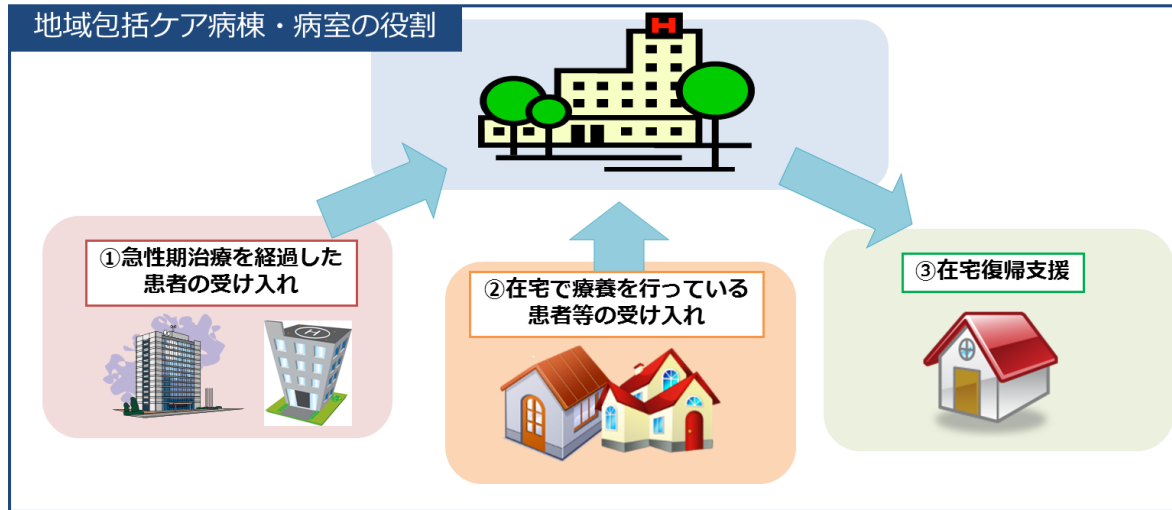 地域包括ケア病棟・病室の役割
H
①急性期治療を経過した
患者の受け入れ
H
②在宅で療養を行っている
患者等の受け入れ
③在宅復帰支援